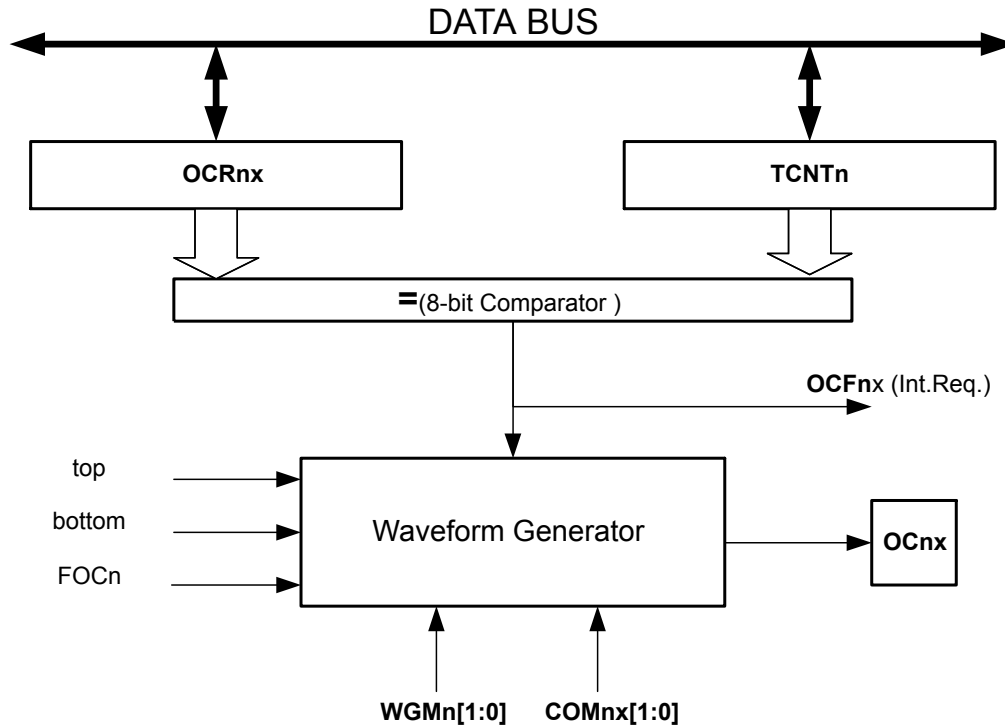 DATA BUS
OCRnx
TCNTn
=(8-bit Comparator )
OCFnx (Int.Req.)
top
bottom
FOCn
Waveform Generator
OCnx
WGMn[1:0]
COMnx[1:0]